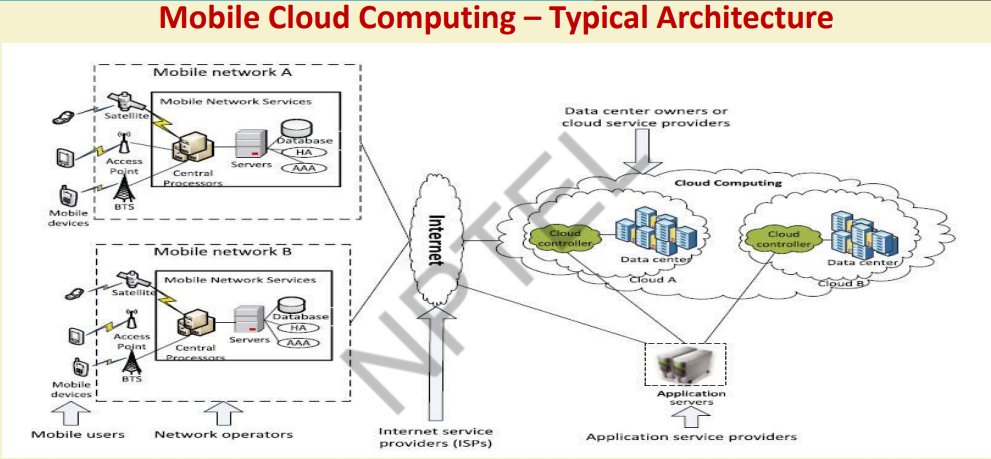 Mobile Cloud Computing – Typical Architecture
Mobile network A
Mobile Network Services
Satellite
Database
HA
Access
Point
Servers
AAA
Central
Processors
BTS
Mobile
devices
Mobile network B
Mobile Network Services
Satellite
Database
HA
Access
Point
Servers
AAA
Central
Processors
BTS
Mobile
devices
Mobile users
Network operators
Internet
Internet service
providers (ISPs)
Data center owners or
cloud service providers
Cloud Computing
Cloud
controller
Data center
Cloud A
Cloud
controller
Data center
Cloud B
Application
servers
Application service providers
NPTEL